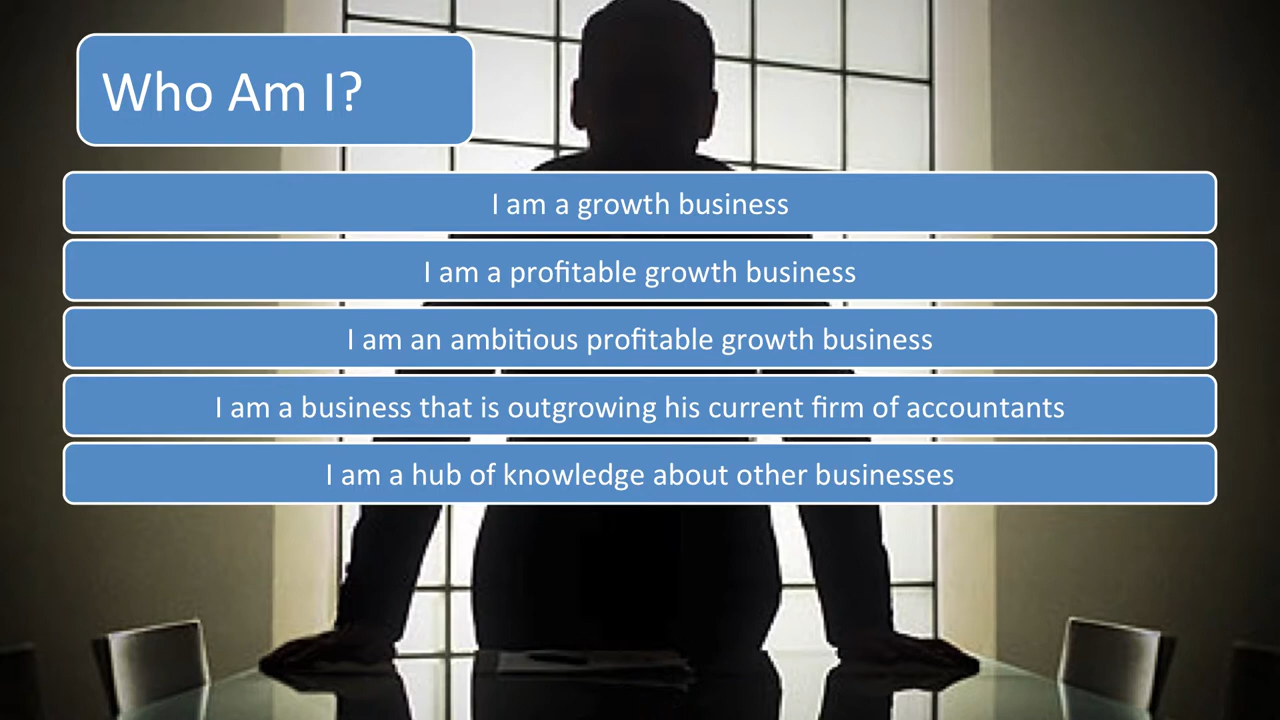 Who Am I?
I am a growth business
I am a profitable growth business
I am an ambitious profitable growth business
I am a business that is outgrowing his current firm of accountants
I am a hub of knowledge about other businesses